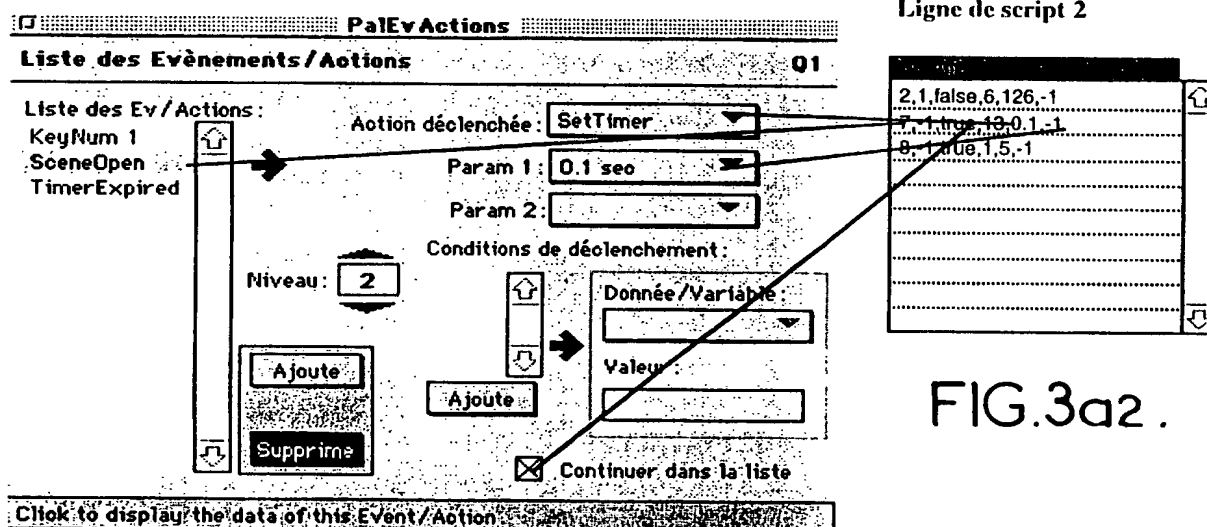 PalEvActions
Liste des Evènements/Actions Q1
Liste des Ev/Actions:
KeyNum 1
SceneOpen
TimerExpired
Action déclenchée: SetTimer
Param 1: 0.1 sec
Param 2:
Niveau: 2
Conditions de déclenchement:
Donnée/Variable:
Valeur:
Ajoute
Supprime
Ajoute
Continuer dans la liste
Click to display the data of this Event/Action
Ligne de script 2
2,1,false,6,126,-1
7,-1,true,13,0.1,-1
8,-1,true,1,5,-1
FIG.3a2.